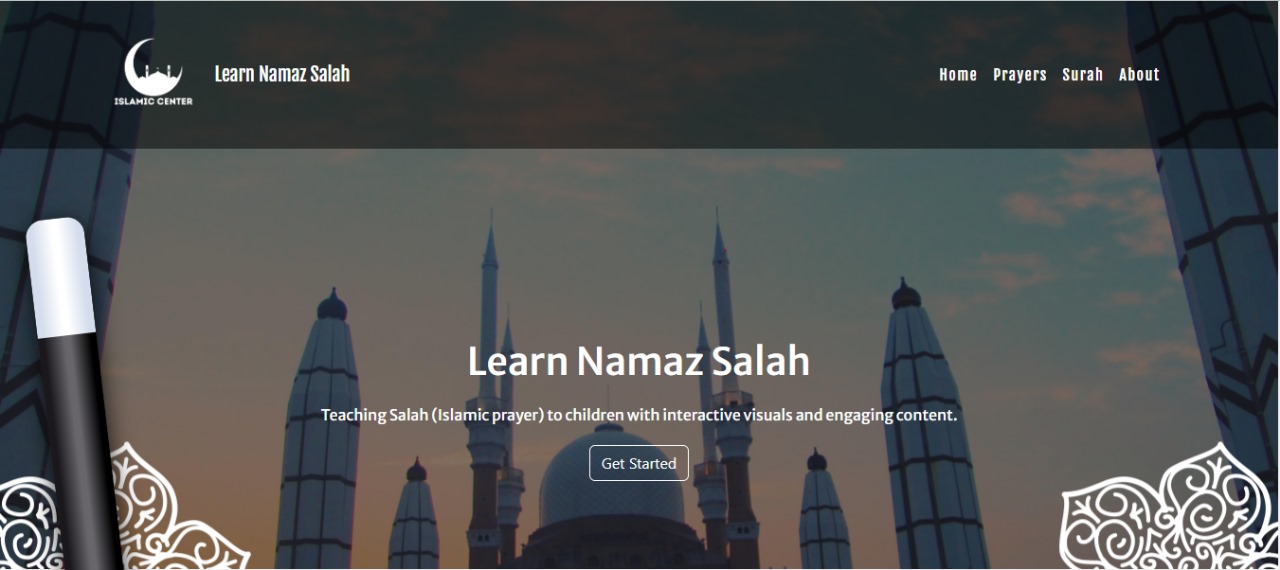 ISLAMIC CENTER
Learn Namaz Salah
Home Prayers Surah About
Learn Namaz Salah
Teaching Salah (Islamic prayer) to children with interactive visuals and engaging content.
Get Started